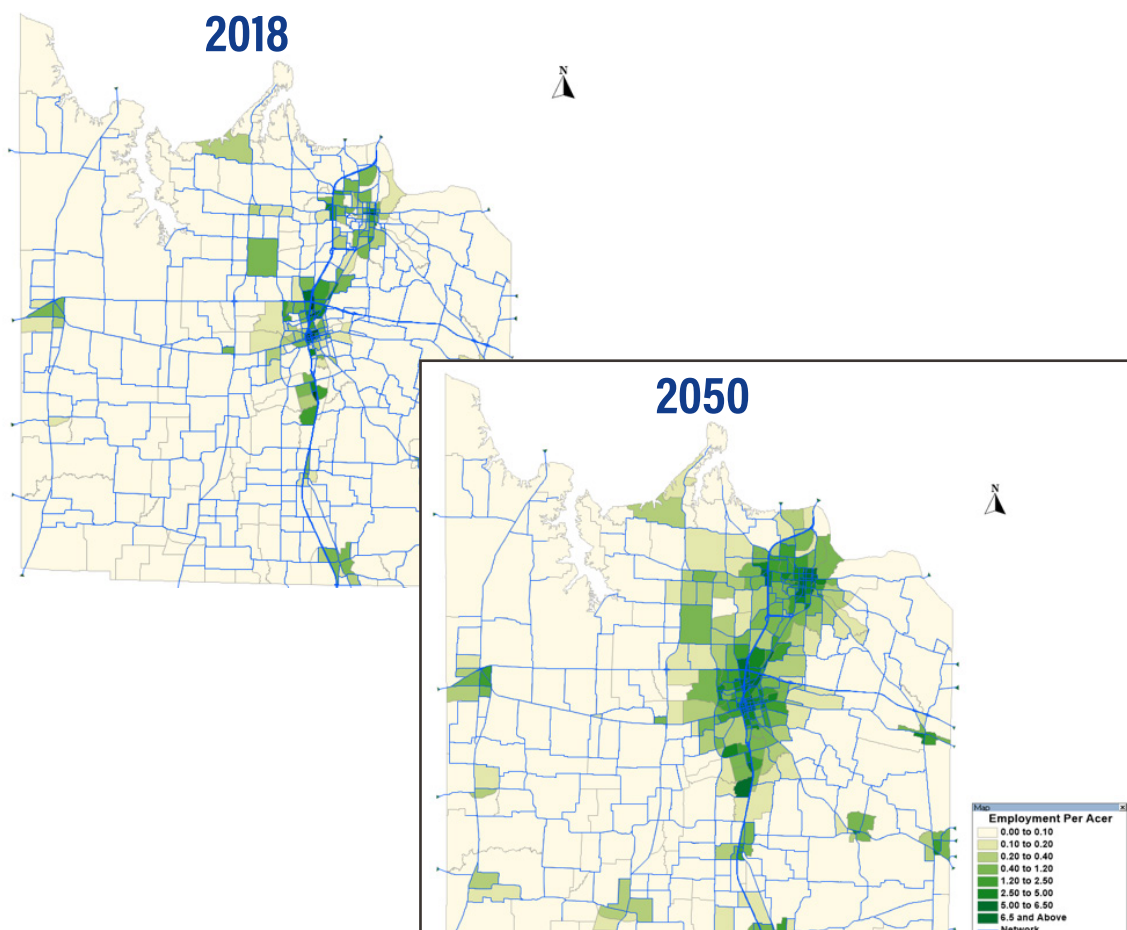 2018
N
2050
N
Map
Employment Per Acer
0.00 to 0.10
0.10 to 0.20
0.20 to 0.40
0.40 to 1.20
1.20 to 2.50
2.50 to 5.00
5.00 to 6.50
6.5 and Above
Network